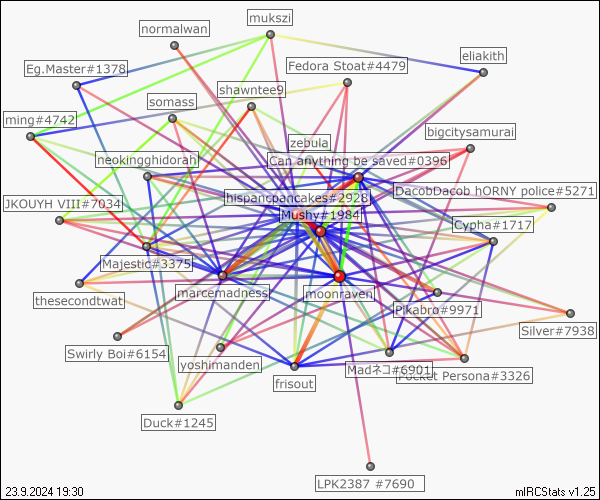 mukszi
normalwan
eliakith
Fedora Stoat#4479
Eg.Master#1378
shawntee9
somass
ming#4742
bigcitysamurai
zebula
neokingghidorah
Can anything be saved#0396
DacobDacob hORNY police#5271
hispancpancakes#2928
JKOUYH VIII#7034
Mushy#1984
Cypha#1717
Majestic#3375
marcemadness
moonraven
thesecondtwat
Pikabro#9971
Silver#7938
Swirly Boi#6154
yoshimanden
Madネコ#6901
Pocket Persona#3326
frisout
Duck#1245
LPK2387 #7690
23.9.2024 19:30
mIRCStats v1.25